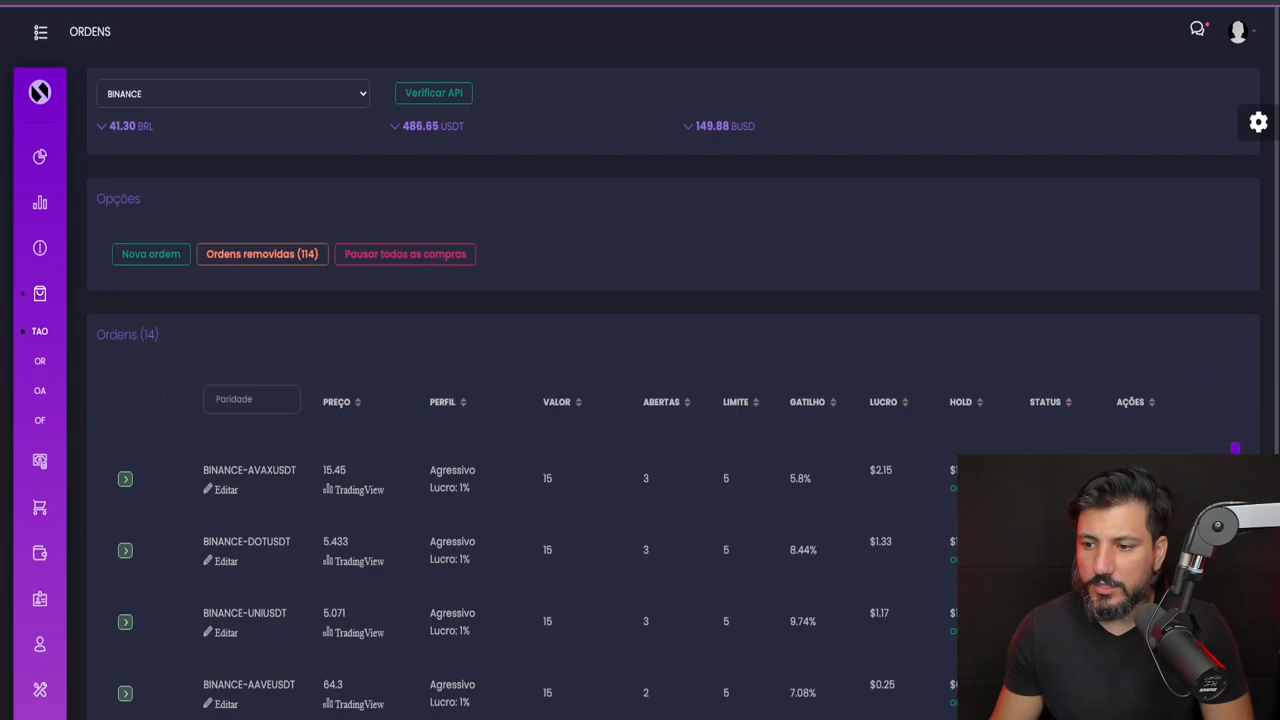 ORDENS
BINANCE
Verificar API
41.30 BRL
486.65 USDT
149.88 BUSD
Opções
Nova ordem
Ordens removidas (114)
Pausar todas as compras
TAO
OR
OA
OF
Ordens (14)
Paridade PREÇO PERFIL VALOR ABERTAS LIMITE GATILHO LUCRO HOLD STATUS AÇÕES
BINANCE-AVAXUSDT 15.45 Agressivo 15 3 5 5.8% $2.15
Editar TradingView Lucro: 1%
BINANCE-DOTUSDT 5.433 Agressivo 15 3 5 8.44% $1.33
Editar TradingView Lucro: 1%
BINANCE-UNIUSDT 5.071 Agressivo 15 3 5 9.74% $1.17
Editar TradingView Lucro: 1%
BINANCE-AAVEUSDT 64.3 Agressivo 15 2 5 7.08% $0.25
Editar TradingView Lucro: 1%
SHURE